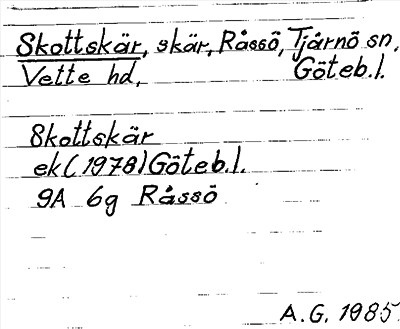 Skottskär, skär, Råssö, Tjärnö sn,
Vette hd, Göteb.l.
Skottskär
ek (1978) Göteb.l.
9A 6g Råssö
A.G. 1985.